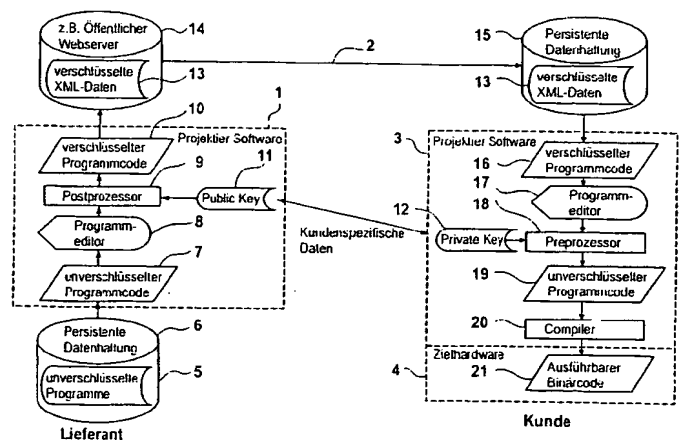 z.B. Öffentlicher
Webserver
14
verschlüsselte
XML-Daten
13
2
15
Persistente
Datenhaltung
13
verschlüsselte
XML-Daten
10
1
Projektier Software
verschlüsselter
Programmcode
9
11
Postprozessor
Public Key
8
Programm-
editor
7
unverschlüsselter
Programmcode
Kundenspezifische
Daten
6
Persistente
Datenhaltung
5
unverschlüsselte
Programme
Lieferant
3
Projektier Software
16
verschlüsselter
Programmcode
17
Programm-
editor
12
18
Private Key
Preprozessor
19
unverschlüsselter
Programmcode
20
Compiler
Zielhardware
4
21
Ausführbarer
Binärcode
Kunde